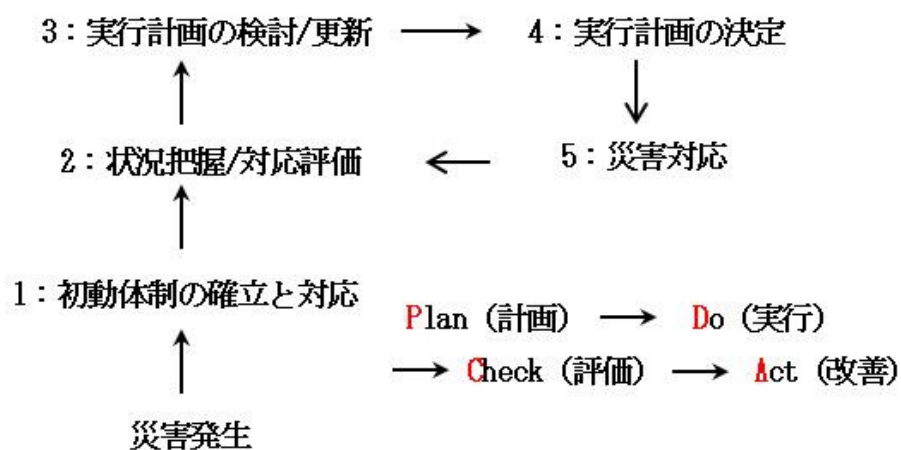 3：実行計画の検討/更新 → 4：実行計画の決定
2：状況把握/対応評価 ← 5：災害対応
1：初動体制の確立と対応
Plan（計画） → Do（実行）
→ Check（評価） → Act（改善）
災害発生